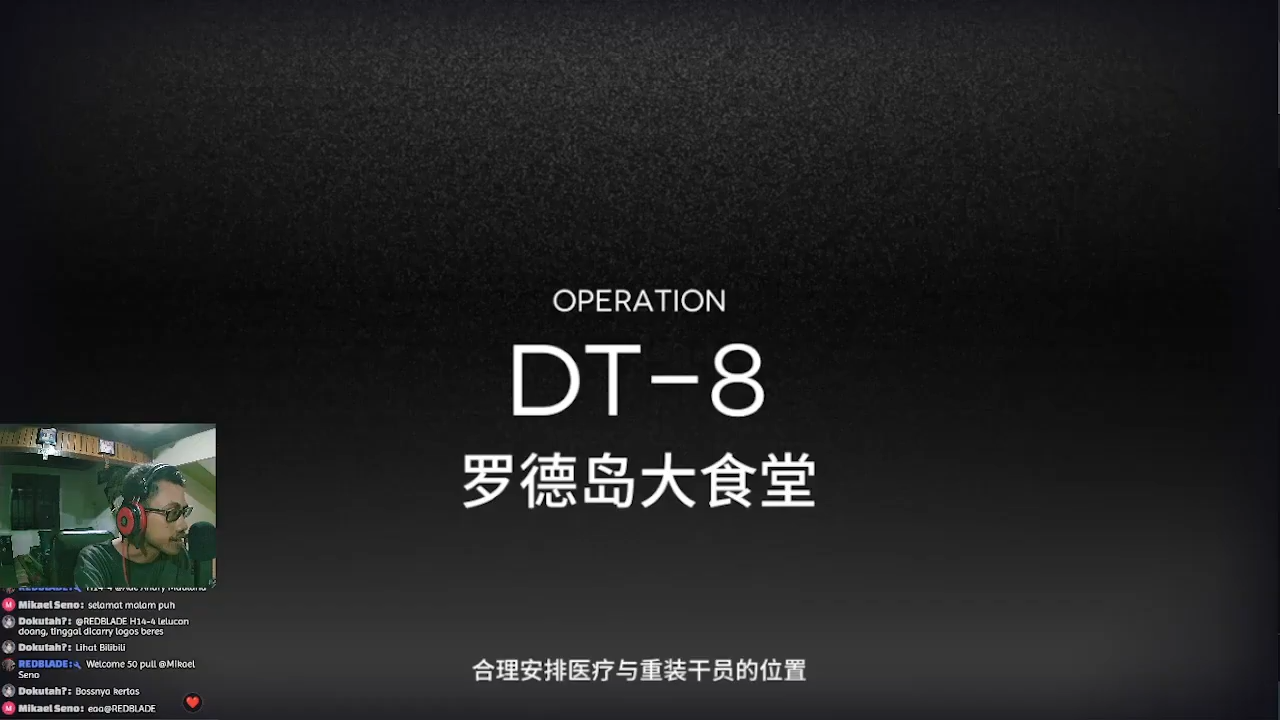 OPERATION
DT-8
罗德岛大食堂
合理安排医疗与重装干员的位置
Mikael Seno: selamat malam puh
Dokutah?: @REDBLADE H14-4 lelucon
doang, tinggal dicarry logos beres
Dokutah?: Lihat Bilibili
REDBLADE: Welcome 50 pull @Mikael
Seno
Dokutah?: Bossnya kertas
Mikael Seno: eaa@REDBLADE